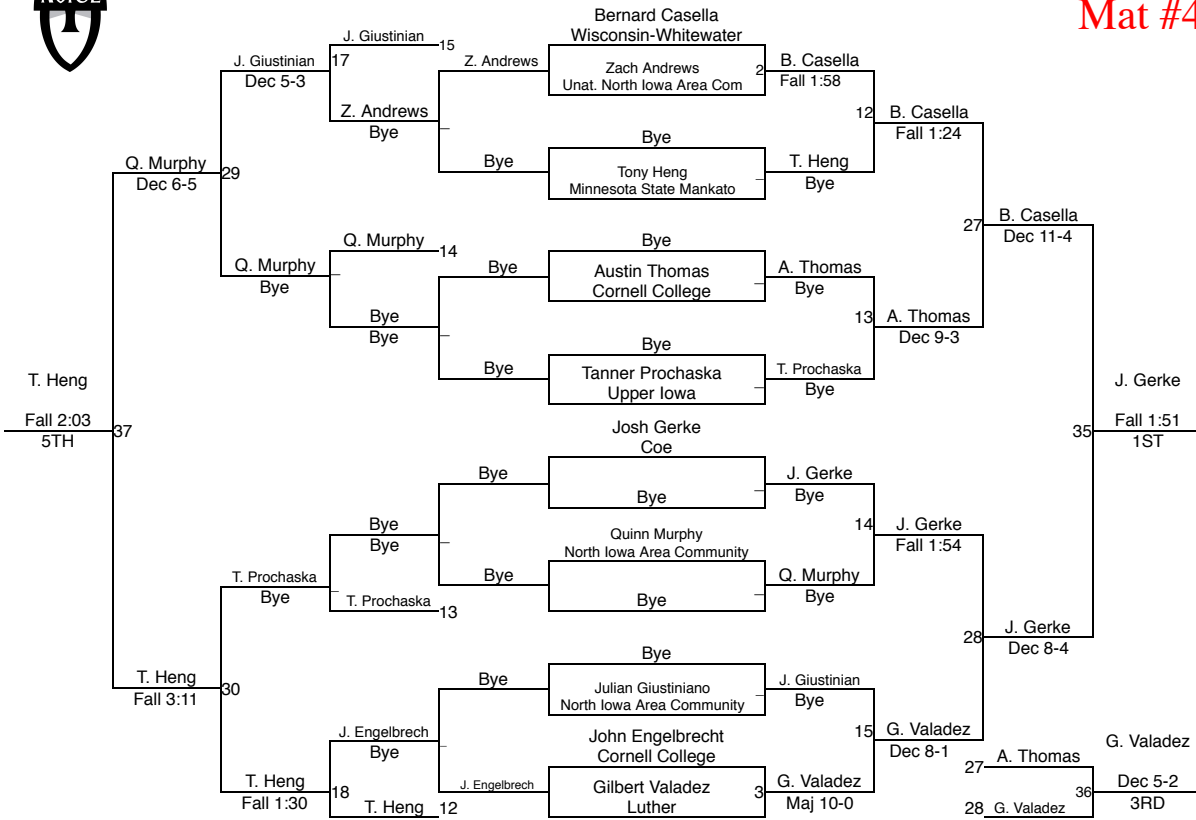 NORSE
Mat #4
Bernard Casella
Wisconsin-Whitewater
J. Giustinian
15
J. Giustinian
17
Dec 5-3
Z. Andrews
Zach Andrews
2
Unat. North Iowa Area Com
B. Casella
Fall 1:58
Z. Andrews
Bye
12
B. Casella
Fall 1:24
Bye
Bye
Tony Heng
Minnesota State Mankato
T. Heng
Bye
Q. Murphy
29
Dec 6-5
27
B. Casella
Dec 11-4
Q. Murphy
14
Bye
Q. Murphy
Bye
Bye
Austin Thomas
Cornell College
A. Thomas
Bye
Bye
Bye
13
A. Thomas
Dec 9-3
Bye
Bye
Tanner Prochaska
Upper Iowa
T. Prochaska
Bye
T. Heng
Fall 2:03
5TH
37
J. Gerke
35
Fall 1:51
1ST
Josh Gerke
Coe
Bye
Bye
J. Gerke
Bye
Bye
Bye
14
J. Gerke
Fall 1:54
Quinn Murphy
North Iowa Area Community
Bye
Bye
Q. Murphy
Bye
T. Prochaska
Bye
T. Prochaska
13
28
J. Gerke
Dec 8-4
T. Heng
30
Fall 3:11
Bye
Bye
Julian Giustiniano
North Iowa Area Community
J. Giustinian
Bye
J. Engelbrech
Bye
15
G. Valadez
Dec 8-1
John Engelbrecht
Cornell College
J. Engelbrech
Gilbert Valadez
3
Luther
G. Valadez
Maj 10-0
T. Heng
18
Fall 1:30
T. Heng
12
27
A. Thomas
G. Valadez
36
Dec 5-2
3RD
28
G. Valadez